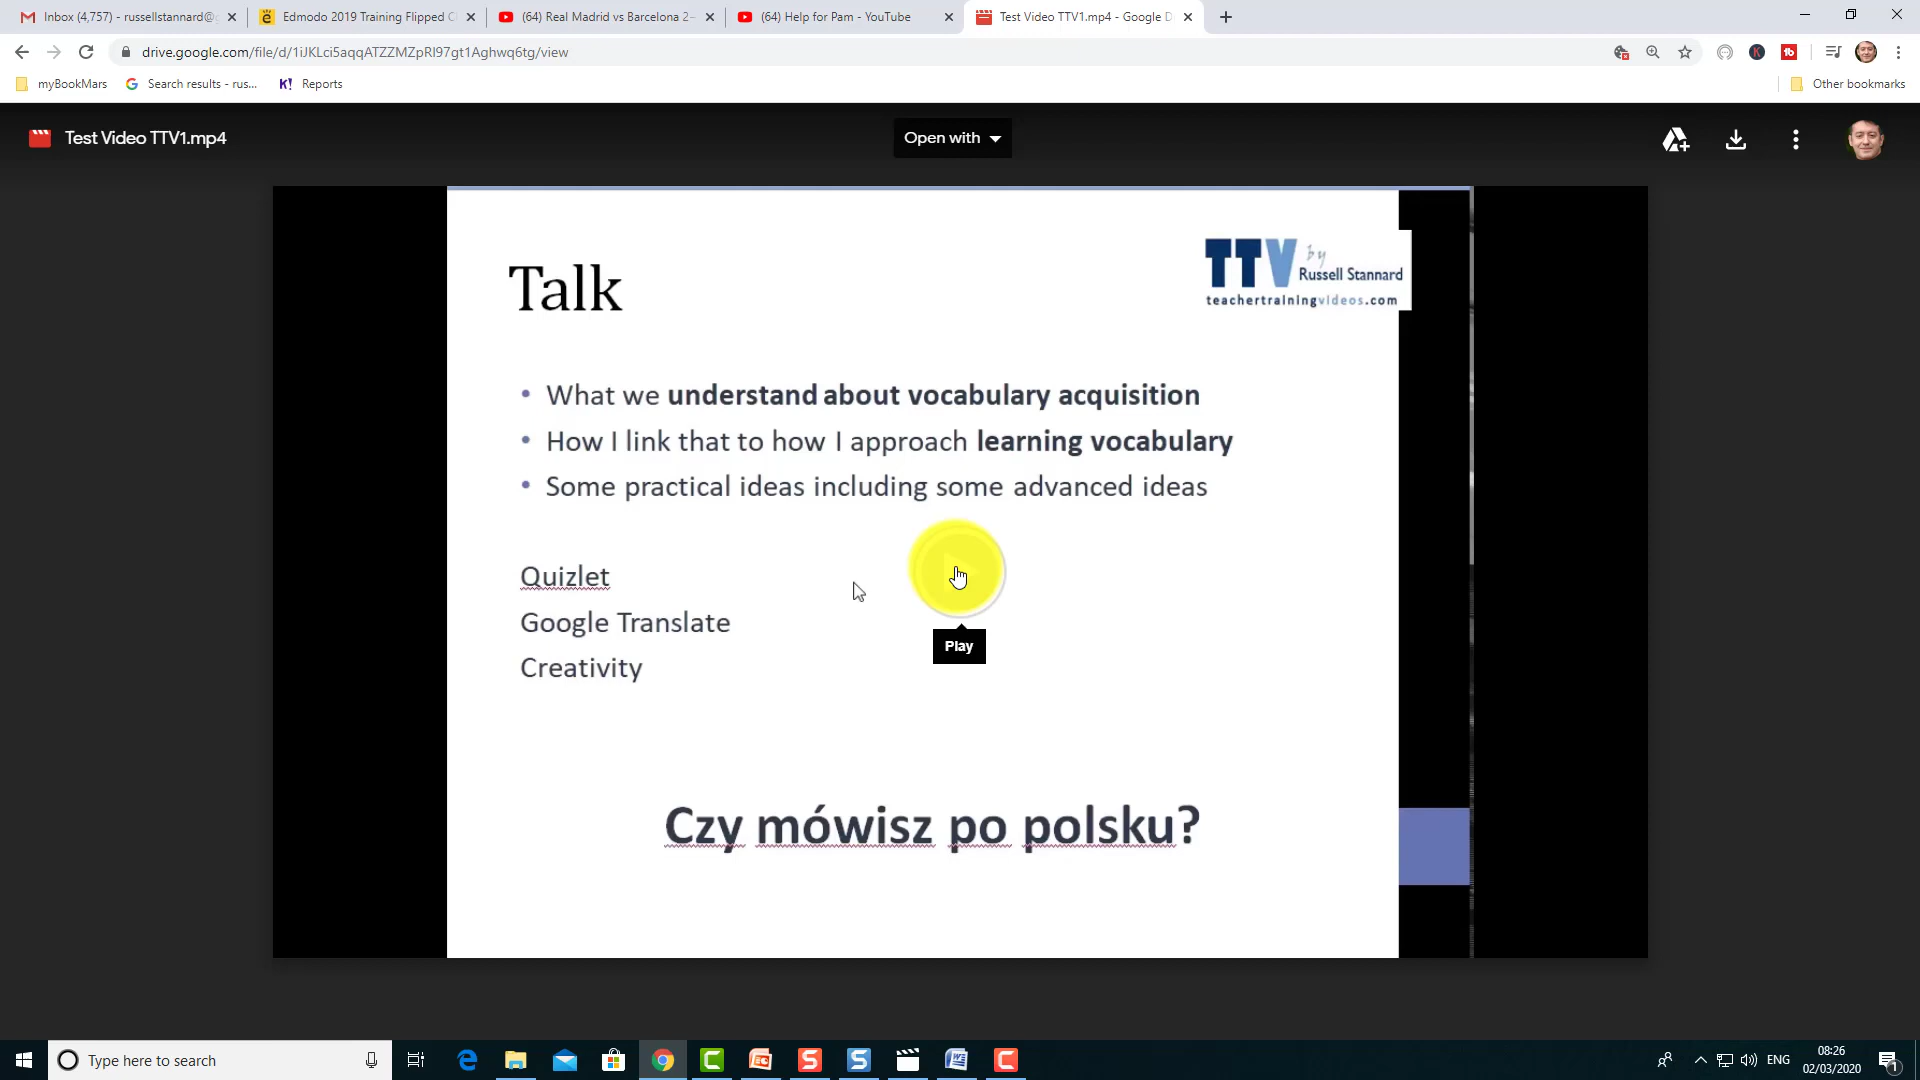 Inbox (4,757) - russellstannard@
Edmodo 2019 Training Flipped C
(64) Real Madrid vs Barcelona 2-
(64) Help for Pam - YouTube
Test Video TTV1.mp4 - Google D
drive.google.com/file/d/1iJKLci5aqqATZZMZpRl97gt1Aghwq6tg/view
myBookMars
Search results - rus...
K!
Reports
Other bookmarks
Test Video TTV1.mp4
Open with
TTV by
Russell Stannard
teachertrainingvideos.com
Talk
• What we understand about vocabulary acquisition
• How I link that to how I approach learning vocabulary
• Some practical ideas including some advanced ideas
Quizlet
Google Translate
Creativity
Play
Czy mówisz po polsku?
Type here to search
ENG
08:26
02/03/2020
1